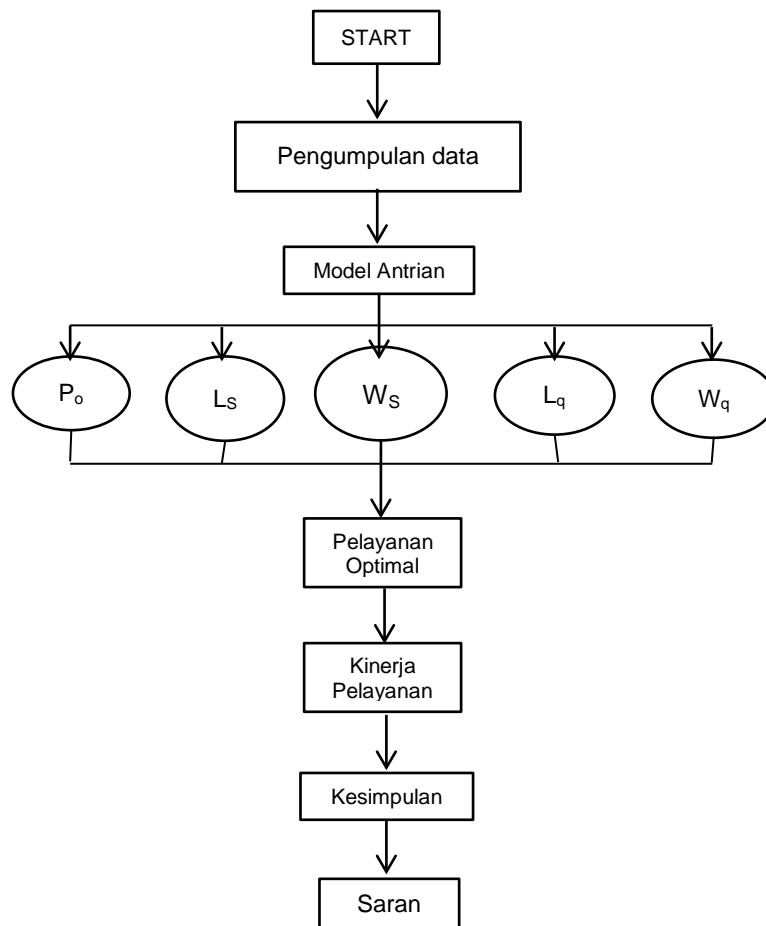 START
Pengumpulan data
Model Antrian
Po
LS
WS
Lq
Wq
Pelayanan
Optimal
Kinerja
Pelayanan
Kesimpulan
Saran